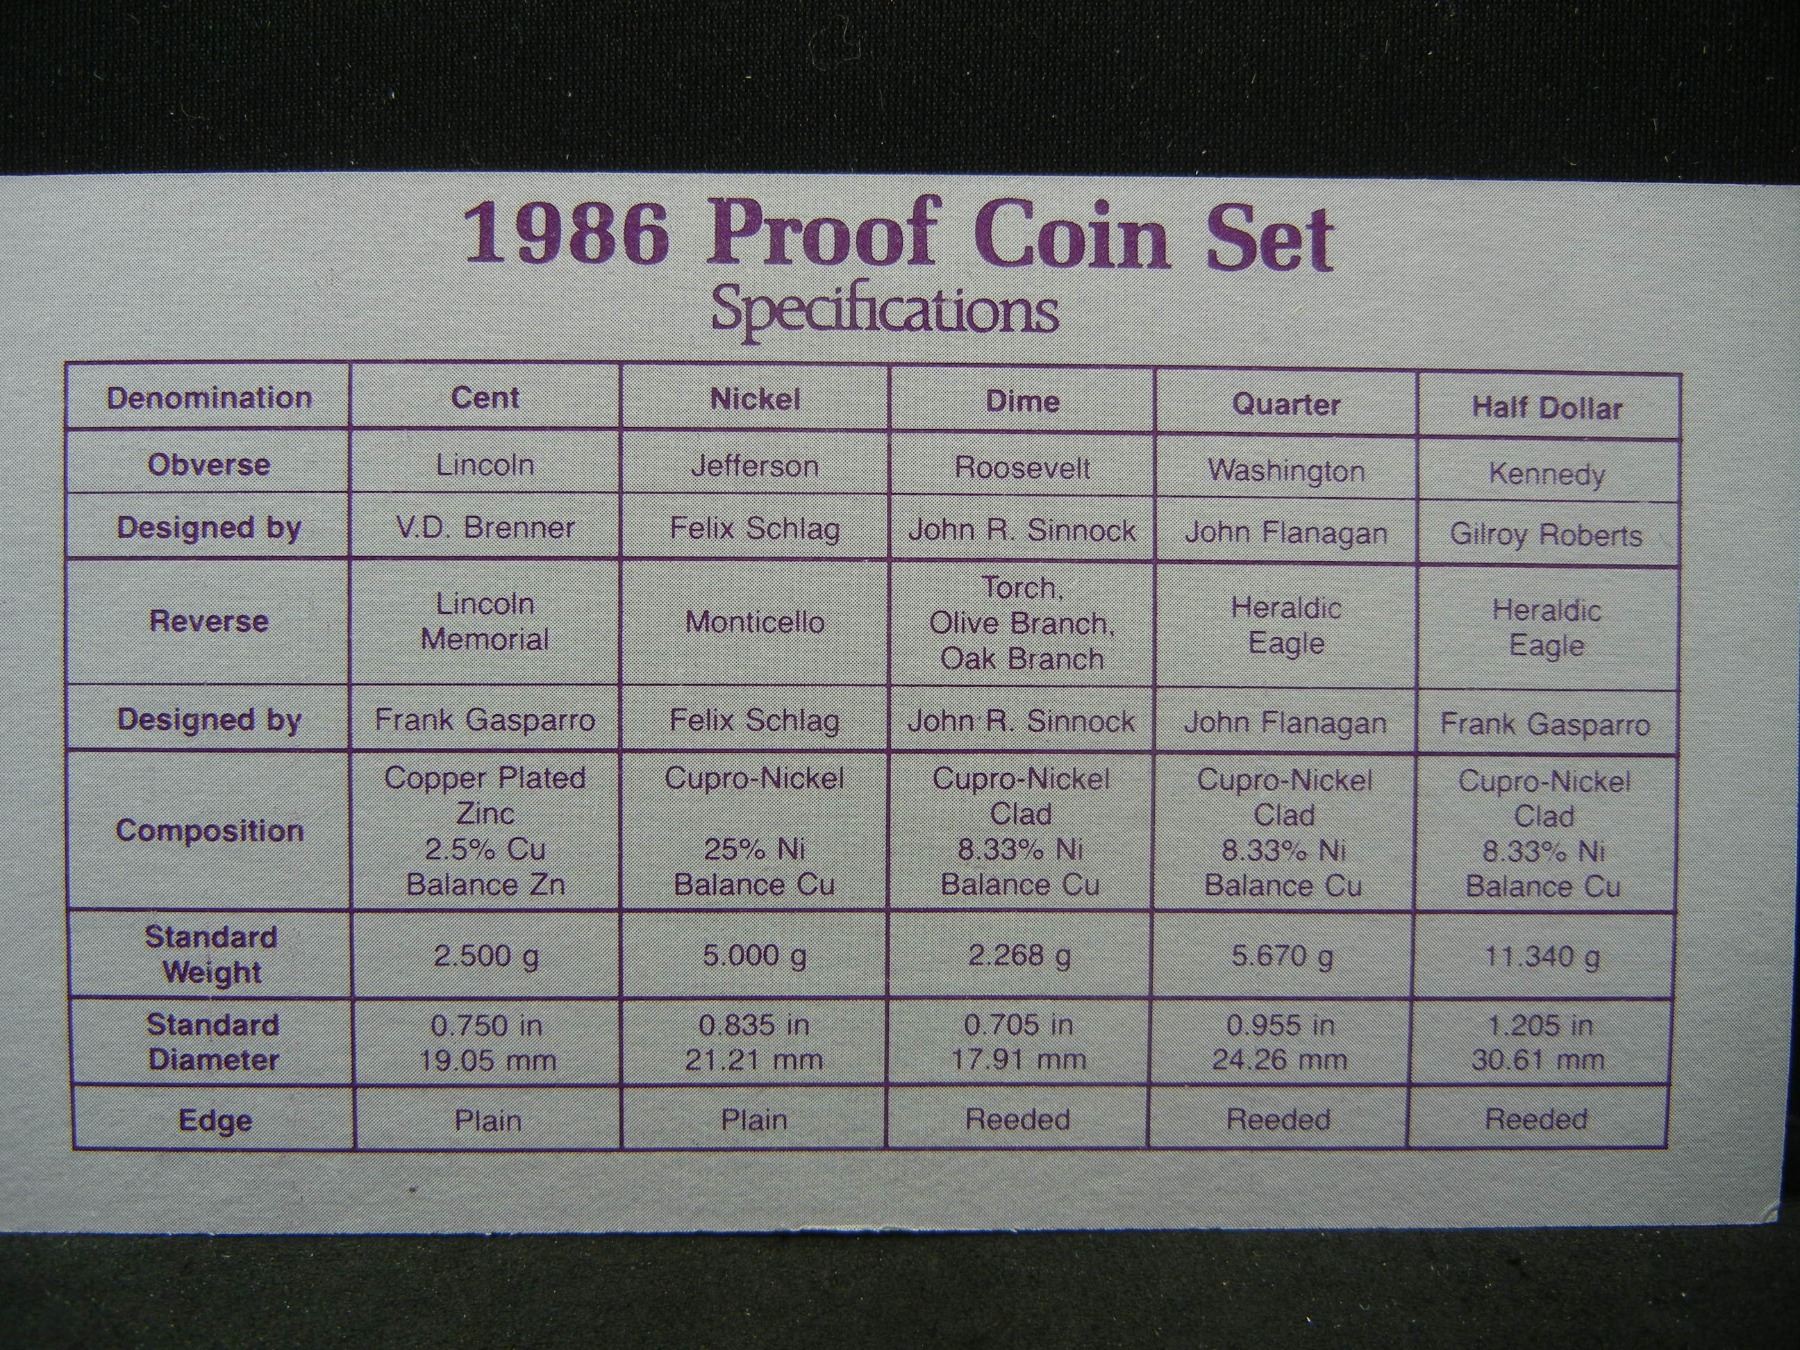 1986 Proof Coin Set
Specifications
Denomination Cent Nickel Dime Quarter Half Dollar
Obverse Lincoln Jefferson Roosevelt Washington Kennedy
Designed by V.D. Brenner Felix Schlag John R. Sinnock John Flanagan Gilroy Roberts
Reverse
Lincoln
Memorial
Monticello
Torch,
Olive Branch,
Oak Branch
Heraldic
Eagle
Heraldic
Eagle
Designed by Frank Gasparro Felix Schlag John R. Sinnock John Flanagan Frank Gasparro
Composition
Copper Plated
Zinc
2.5% Cu
Balance Zn
Cupro-Nickel
25% Ni
Balance Cu
Cupro-Nickel
Clad
8.33% Ni
Balance Cu
Cupro-Nickel
Clad
8.33% Ni
Balance Cu
Cupro-Nickel
Clad
8.33% Ni
Balance Cu
Standard
Weight
2.500 g 5.000 g 2.268 g 5.670 g 11.340 g
Standard
Diameter
0.750 in
19.05 mm
0.835 in
21.21 mm
0.705 in
17.91 mm
0.955 in
24.26 mm
1.205 in
30.61 mm
Edge Plain Plain Reeded Reeded Reeded